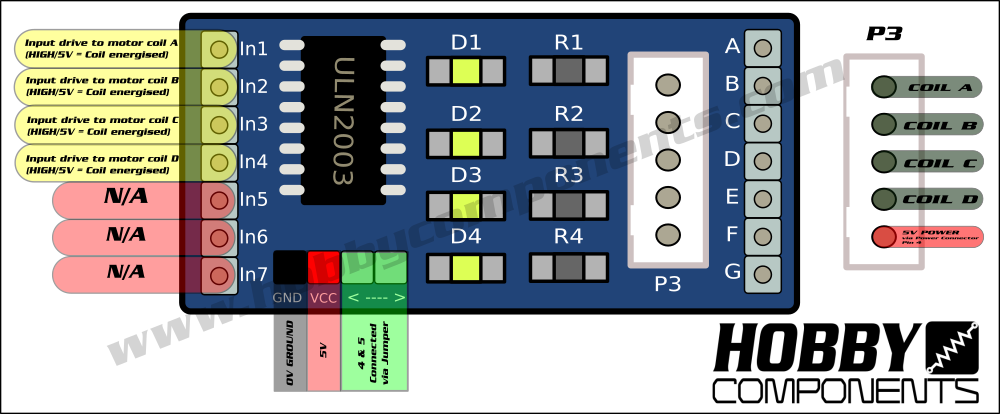 Input drive to motor coil A
(HIGH/5V = Coil energised)
Input drive to motor coil B
(HIGH/5V = Coil energised)
Input drive to motor coil C
(HIGH/5V = Coil energised)
Input drive to motor coil D
(HIGH/5V = Coil energised)
N/A
N/A
N/A
In1
In2
In3
In4
In5
In6
In7
ULN2003
D1
R1
D2
R2
D3
R3
D4
R4
P3
A
B
C
D
E
F
G
GND
VCC
< ---- >
0V GROUND
5V
4 & 5
Connected
via Jumper
P3
COIL A
COIL B
COIL C
COIL D
5V POWER
via Power Connector
Pin 4
www.hobbycomponents.com
HOBBY
COMPONENTS